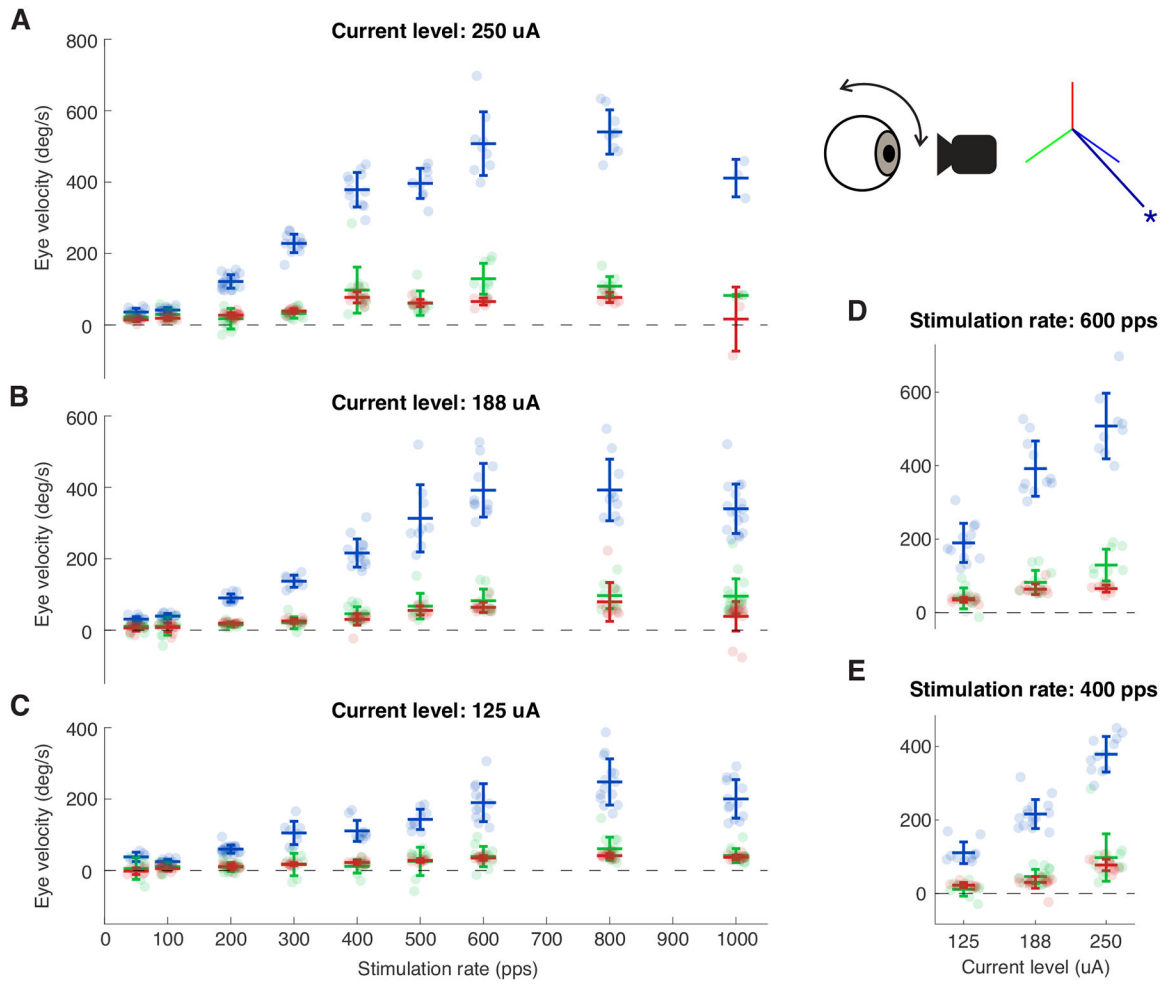 A
Current level: 250 uA
800
600
400
200
0
Eye velocity (deg/s)
*
B
Current level: 188 uA
600
400
200
0
Eye velocity (deg/s)
C
Current level: 125 uA
400
200
0
Eye velocity (deg/s)
0 100 200 300 400 500 600 700 800 900 1000
Stimulation rate (pps)
D
Stimulation rate: 600 pps
600
400
200
0
E
Stimulation rate: 400 pps
400
200
0
125 188 250
Current level (uA)